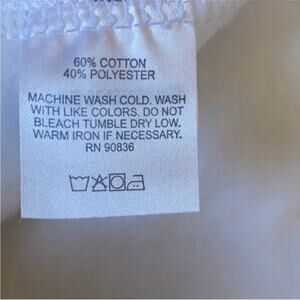 60% COTTON
40% POLYESTER
MACHINE WASH COLD. WASH
WITH LIKE COLORS. DO NOT
BLEACH TUMBLE DRY LOW.
WARM IRON IF NECESSARY.
RN 90836